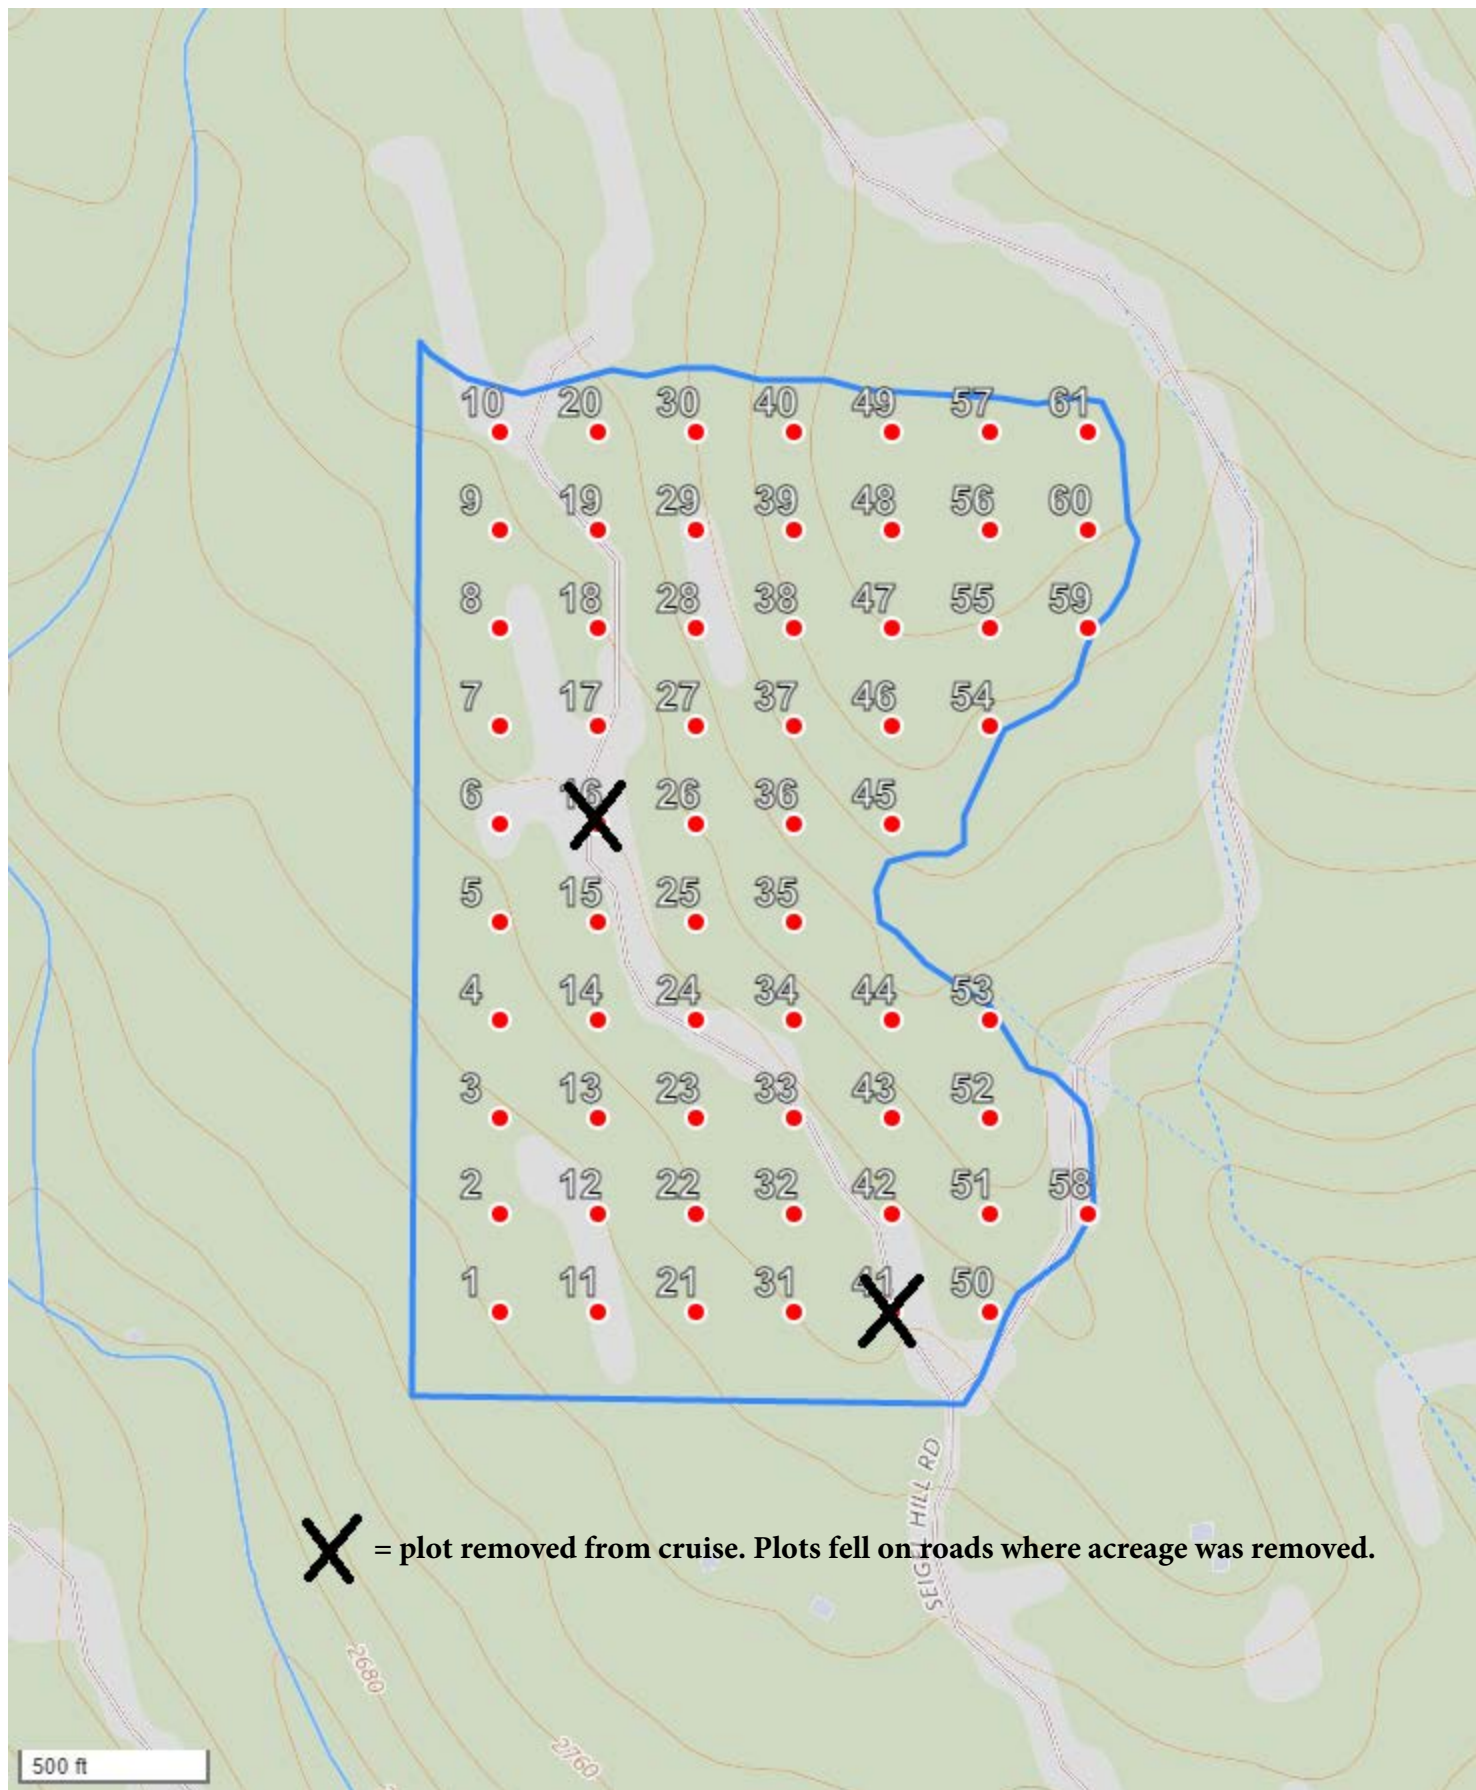 10 20 30 40 49 57 61
9 19 29 39 48 56 60
8 18 28 38 47 55 59
7 17 27 37 46 54
6 16 26 36 45
5 15 25 35
4 14 24 34 44 53
3 13 23 33 43 52
2 12 22 32 42 51 58
1 11 21 31 41 50
SEIGEL HILL RD
= plot removed from cruise. Plots fell on roads where acreage was removed.
2680
2760
500 ft